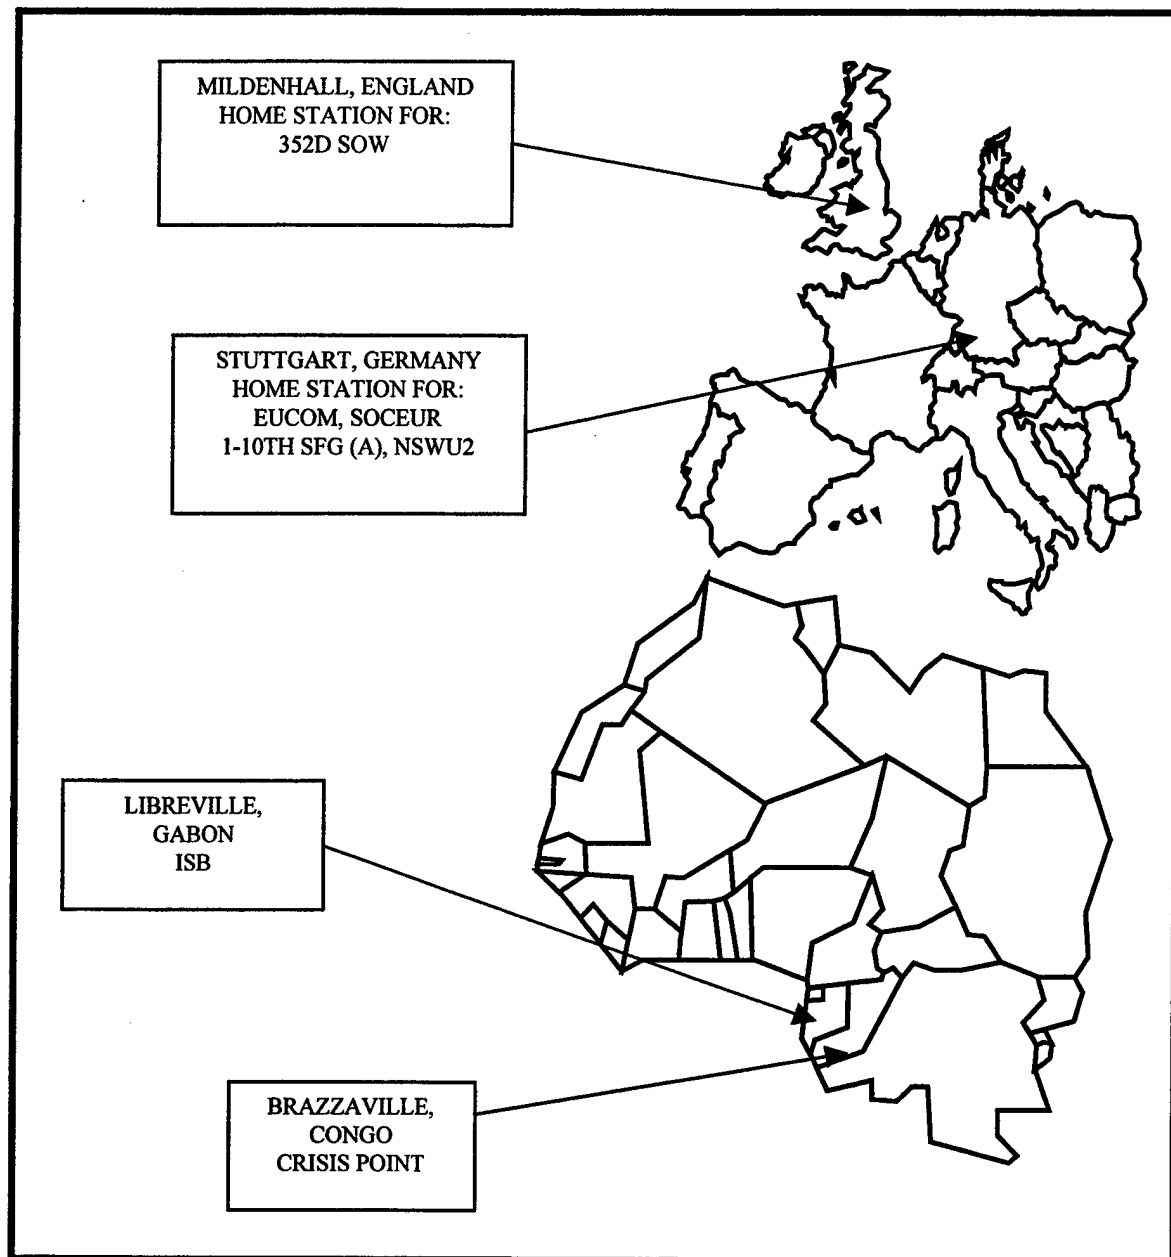 MILDENHALL, ENGLAND
HOME STATION FOR:
352D SOW
STUTTGART, GERMANY
HOME STATION FOR:
EUCOM, SOCEUR
1-10TH SFG (A), NSWU2
LIBREVILLE,
GABON
ISB
BRAZZAVILLE,
CONGO
CRISIS POINT